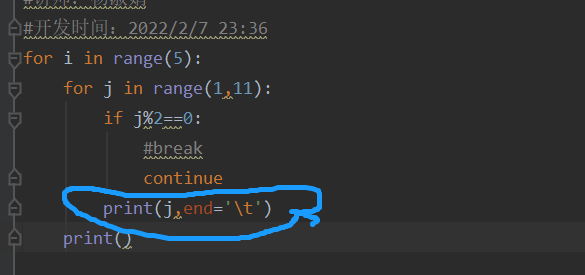 #开发时间：2022/2/7 23:36
for i in range(5):
    for j in range(1,11):
        if j%2==0:
            #break
            continue
        print(j,end='\t')
    print()